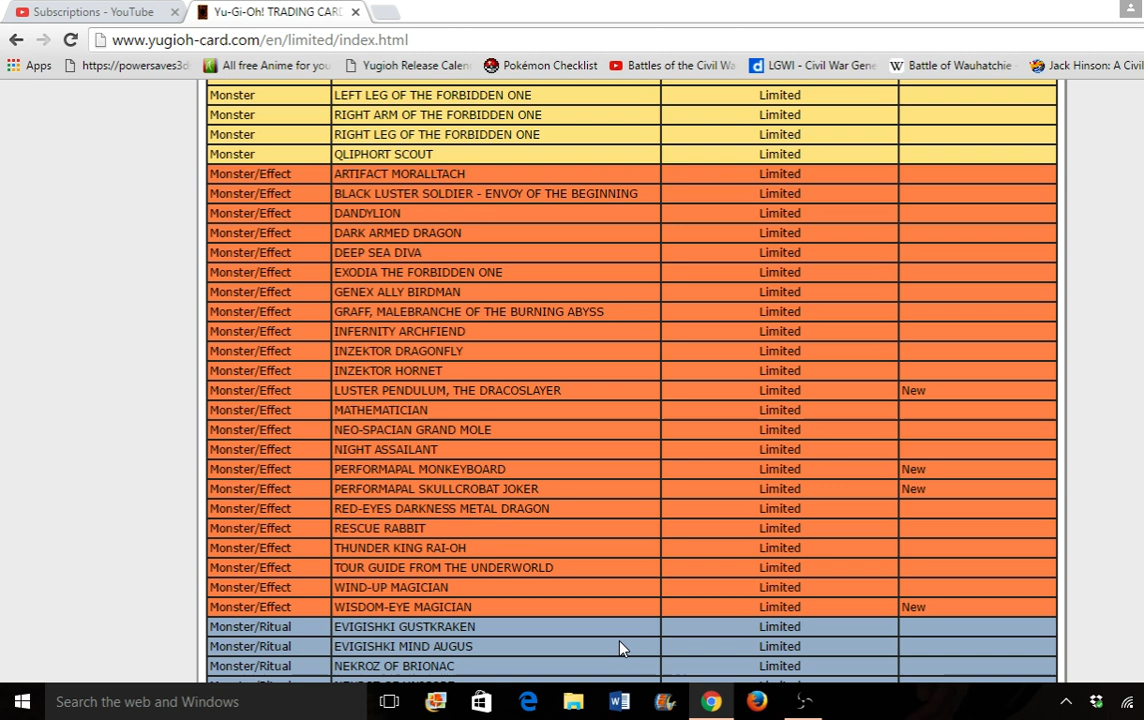 Subscriptions - YouTube × Yu-Gi-Oh! TRADING CAR ×
www.yugioh-card.com/en/limited/index.html
Apps https://powersaves3d All free Anime for you Yugioh Release Calen Pokémon Checklist Battles of the Civil Wa LGWI - Civil War Gene Battle of Wauhatchie - Jack Hinson: A Civil
Monster LEFT LEG OF THE FORBIDDEN ONE Limited
Monster RIGHT ARM OF THE FORBIDDEN ONE Limited
Monster RIGHT LEG OF THE FORBIDDEN ONE Limited
Monster QLIPHORT SCOUT Limited
Monster/Effect ARTIFACT MORALLTACH Limited
Monster/Effect BLACK LUSTER SOLDIER - ENVOY OF THE BEGINNING Limited
Monster/Effect DANDYLION Limited
Monster/Effect DARK ARMED DRAGON Limited
Monster/Effect DEEP SEA DIVA Limited
Monster/Effect EXODIA THE FORBIDDEN ONE Limited
Monster/Effect GENEX ALLY BIRDMAN Limited
Monster/Effect GRAFF, MALEBRANCHE OF THE BURNING ABYSS Limited
Monster/Effect INFERNITY ARCHFIEND Limited
Monster/Effect INZEKTOR DRAGONFLY Limited
Monster/Effect INZEKTOR HORNET Limited
Monster/Effect LUSTER PENDULUM, THE DRACOSLAYER Limited New
Monster/Effect MATHEMATICIAN Limited
Monster/Effect NEO-SPACIAN GRAND MOLE Limited
Monster/Effect NIGHT ASSAILANT Limited
Monster/Effect PERFORMAPAL MONKEYBOARD Limited New
Monster/Effect PERFORMAPAL SKULLCROBAT JOKER Limited New
Monster/Effect RED-EYES DARKNESS METAL DRAGON Limited
Monster/Effect RESCUE RABBIT Limited
Monster/Effect THUNDER KING RAI-OH Limited
Monster/Effect TOUR GUIDE FROM THE UNDERWORLD Limited
Monster/Effect WIND-UP MAGICIAN Limited
Monster/Effect WISDOM-EYE MAGICIAN Limited New
Monster/Ritual EVIGISHKI GUSTKRAKEN Limited
Monster/Ritual EVIGISHKI MIND AUGUS Limited
Monster/Ritual NEKROZ OF BRIONAC Limited
Search the web and Windows